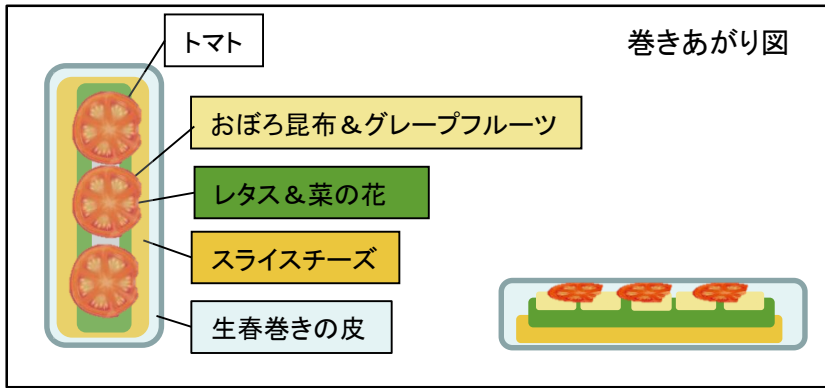 巻きあがり図
トマト
おぼろ昆布＆グレープフルーツ
レタス＆菜の花
スライスチーズ
生春巻きの皮